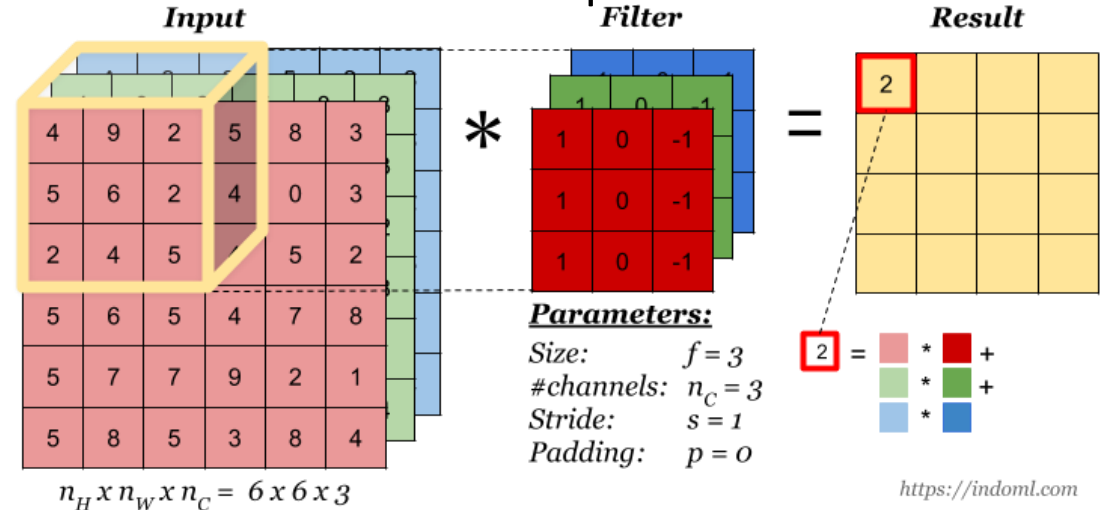 Input
Filter
Result
4 9 2 5 8 3
5 6 2 4 0 3
2 4 5 5 2
5 6 5 4 7 8
5 7 7 9 2 1
5 8 5 3 8 4
n_H x n_W x n_C = 6 x 6 x 3
*
1 0 -1
1 0 -1
1 0 -1
1 0 -1
Parameters:
Size: f = 3
#channels: n_C = 3
Stride: s = 1
Padding: p = 0
=
2
2 = * +
* +
*
https://indoml.com